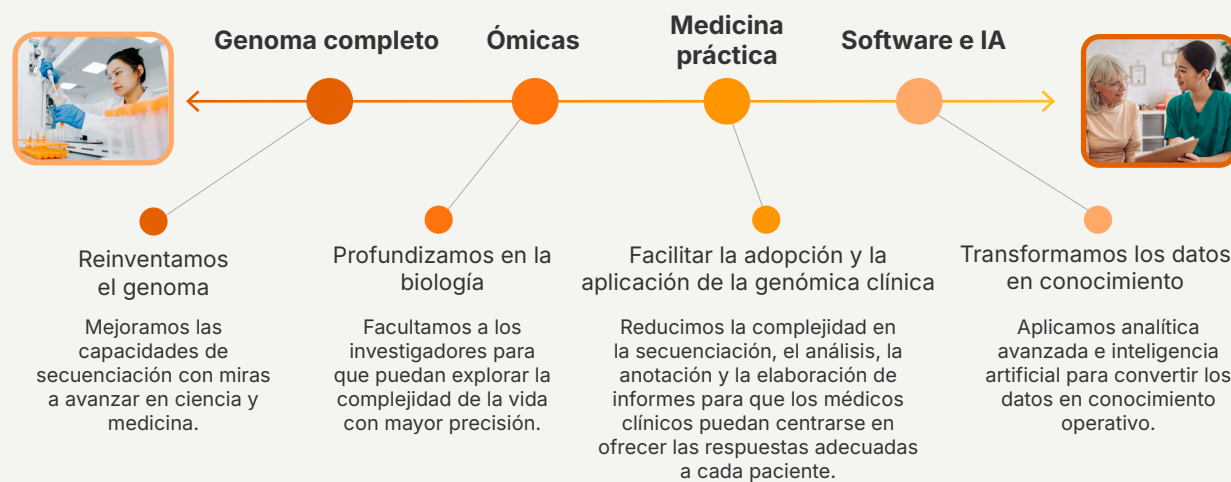 Genoma completo
Ómicas
Medicina
práctica
Software e IA
Reinventamos
el genoma
Mejoramos las
capacidades de
secuenciación con miras
a avanzar en ciencia y
medicina.
Profundizamos en la
biología
Facultamos a los
investigadores para
que puedan explorar la
complejidad de la vida
con mayor precisión.
Facilitar la adopción y la
aplicación de la genómica clínica
Reducimos la complejidad en
la secuenciación, el análisis, la
anotación y la elaboración de
informes para que los médicos
clínicos puedan centrarse en
ofrecer las respuestas adecuadas
a cada paciente.
Transformamos los datos
en conocimiento
Aplicamos analítica
avanzada e inteligencia
artificial para convertir los
datos en conocimiento
operativo.